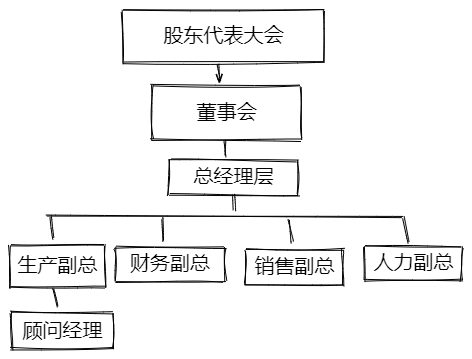 股东代表大会
董事会
总经理层
生产副总
财务副总
销售副总
人力副总
顾问经理